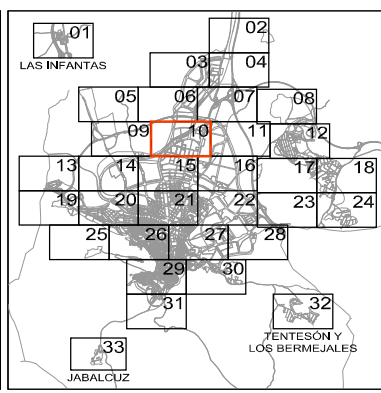 01
LAS INFANTAS
02
03 04
05 06 07 08
09 10 11 12
13 14 15 16 17 18
19 20 21 22 23 24
25 26 27 28
29 30
31
32
TENTESÓN Y
LOS BERMEJALES
33
JABALCUZ